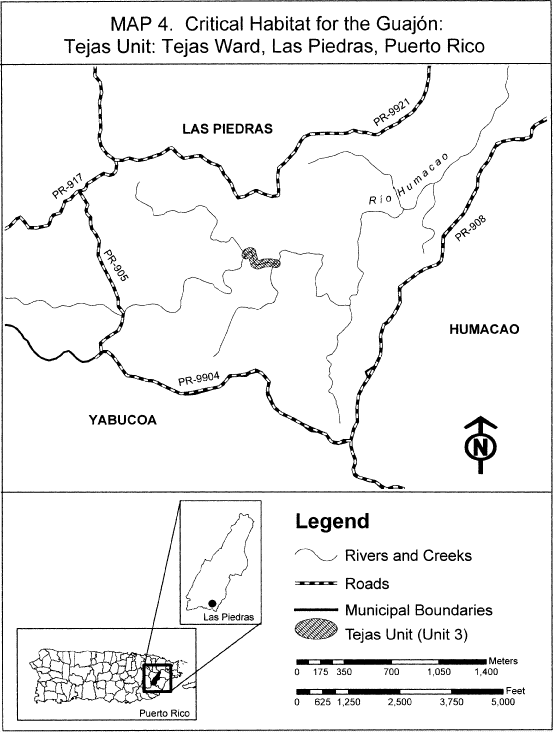 MAP 4. Critical Habitat for the Guajón:
Tejas Unit: Tejas Ward, Las Piedras, Puerto Rico
PR-9921
LAS PIEDRAS
PR-917
Río Humacao
PR-908
PR-905
HUMACAO
PR-9904
YABUCOA
N
Legend
Rivers and Creeks
Roads
Municipal Boundaries
Tejas Unit (Unit 3)
Meters
0 175 350 700 1,050 1,400
Feet
0 625 1,250 2,500 3,750 5,000
Las Piedras
Puerto Rico